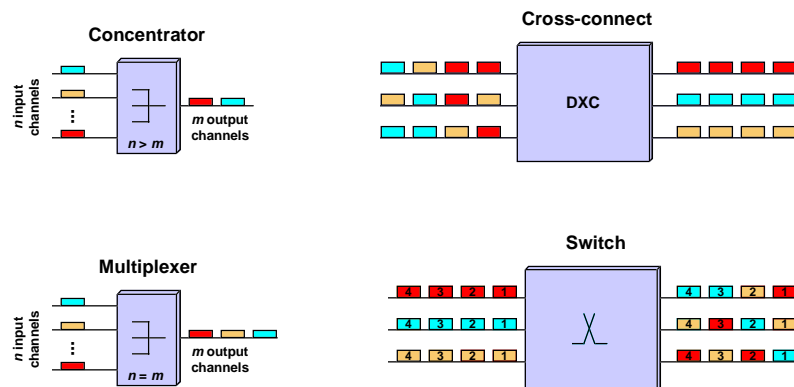 Concentrator
n input
channels
n > m
m output
channels
Cross-connect
DXC
Multiplexer
n input
channels
n = m
m output
channels
Switch
4 3 2 1
4 3 2 1
4 3 2 1
4 3 2 1
4 3 2 1
4 3 2 1